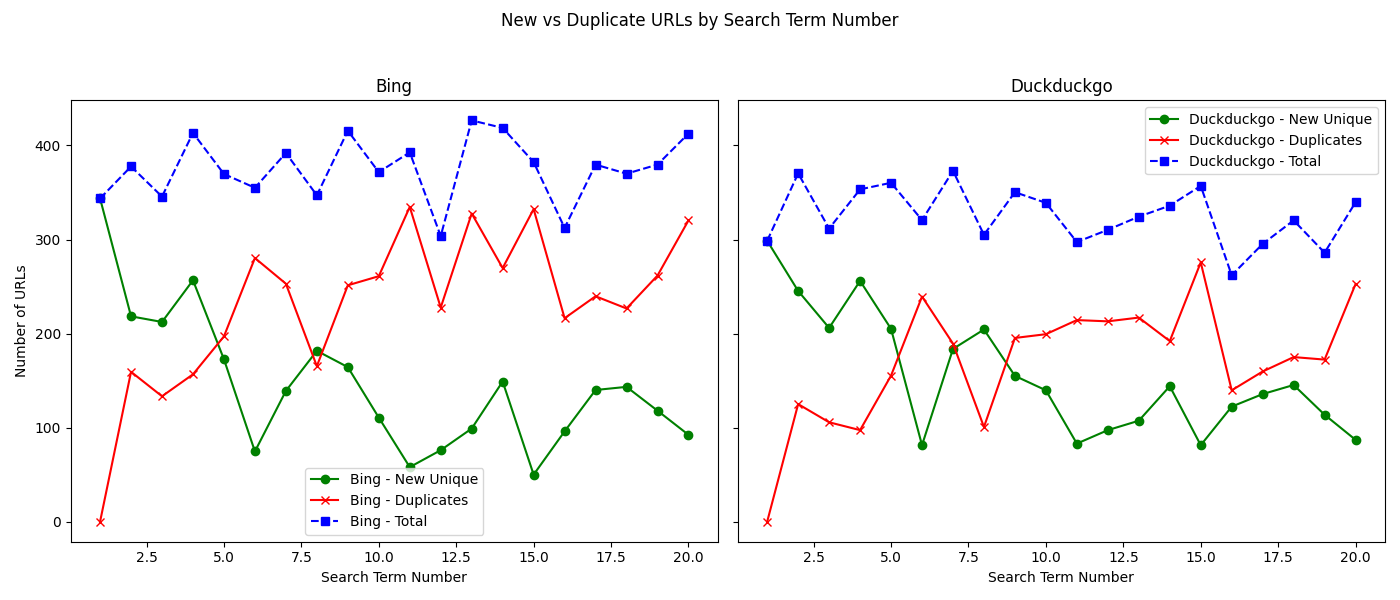 New vs Duplicate URLs by Search Term Number
Bing
Number of URLs
400
300
200
100
0
Bing - New Unique
Bing - Duplicates
Bing - Total
2.5 5.0 7.5 10.0 12.5 15.0 17.5 20.0
Search Term Number
Duckduckgo
Duckduckgo - New Unique
Duckduckgo - Duplicates
Duckduckgo - Total
2.5 5.0 7.5 10.0 12.5 15.0 17.5 20.0
Search Term Number